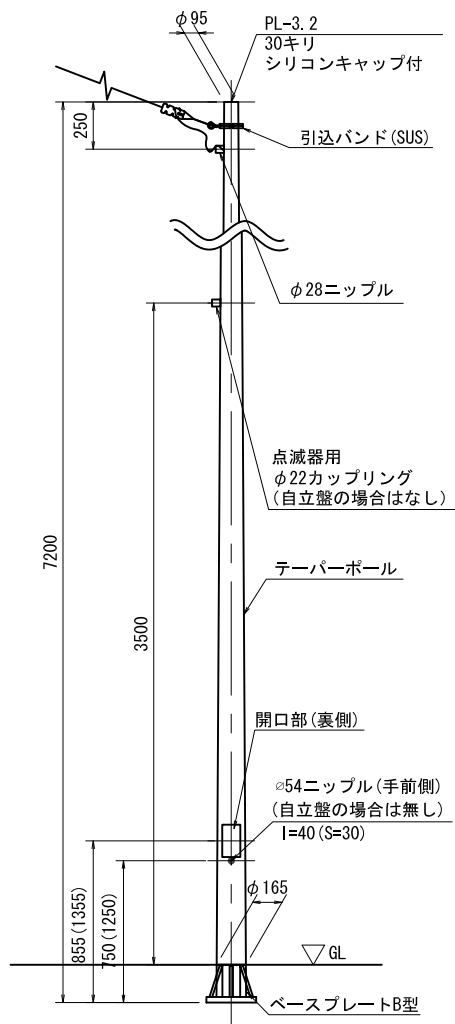 φ95
PL-3.2
30キリ
シリコンキャップ付
250
引込バンド(SUS)
φ28ニップル
点滅器用
φ22カップリング
(自立盤の場合はなし)
7200
テーパーポール
3500
開口部(裏側)
⌀54ニップル(手前側)
(自立盤の場合は無し)
l=40(S=30)
φ165
855(1355)
750(1250)
GL
ベースプレートB型